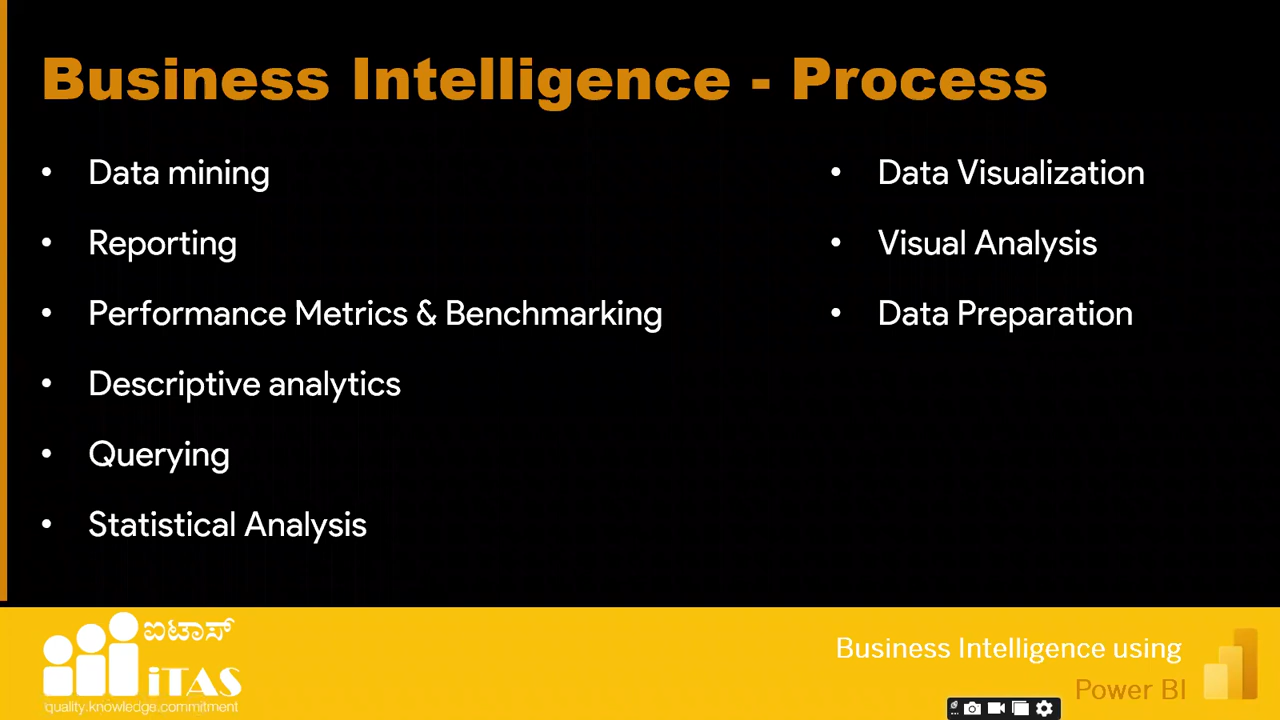 Business Intelligence - Process
• Data mining
• Reporting
• Performance Metrics & Benchmarking
• Descriptive analytics
• Querying
• Statistical Analysis
• Data Visualization
• Visual Analysis
• Data Preparation
ಐಟಾಸ್
iTAS
quality.knowledge.commitment
Business Intelligence using
Power BI